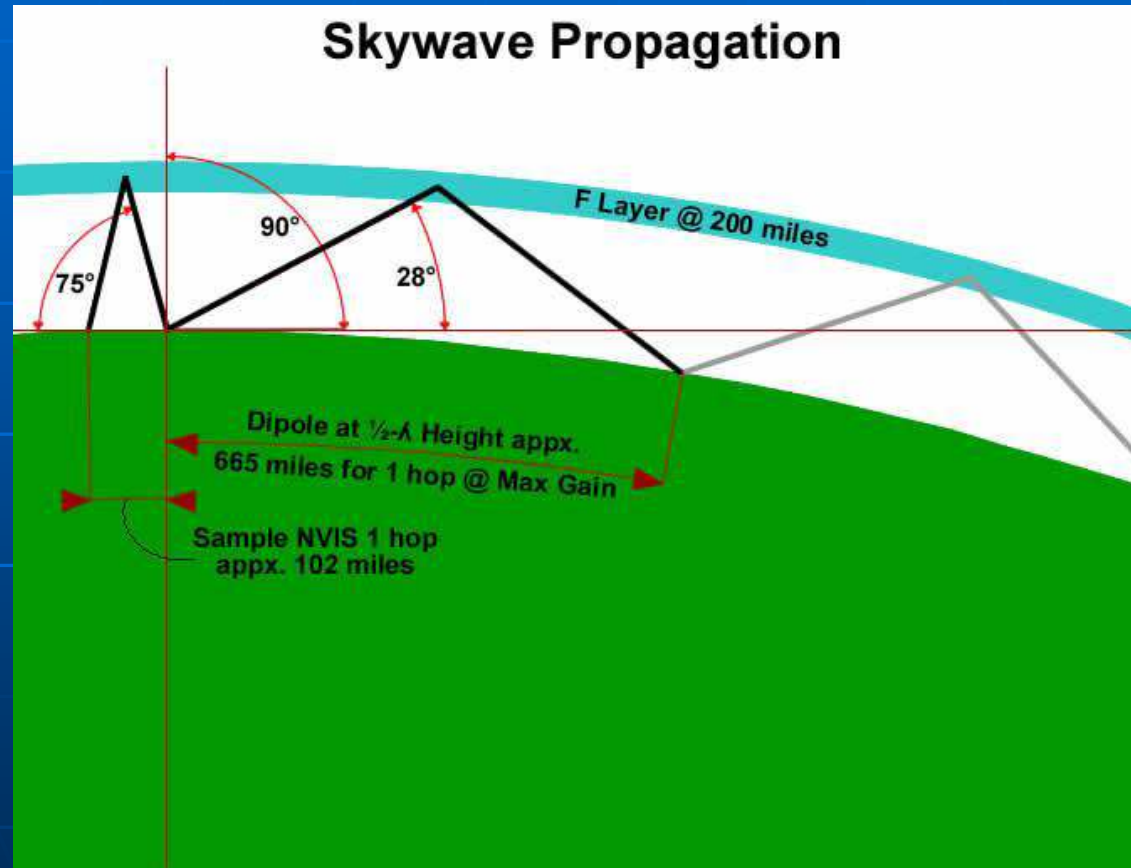 Skywave Propagation
F Layer @ 200 miles
90°
75°
28°
Dipole at ½-λ Height appx.
665 miles for 1 hop @ Max Gain
Sample NVIS 1 hop
appx. 102 miles